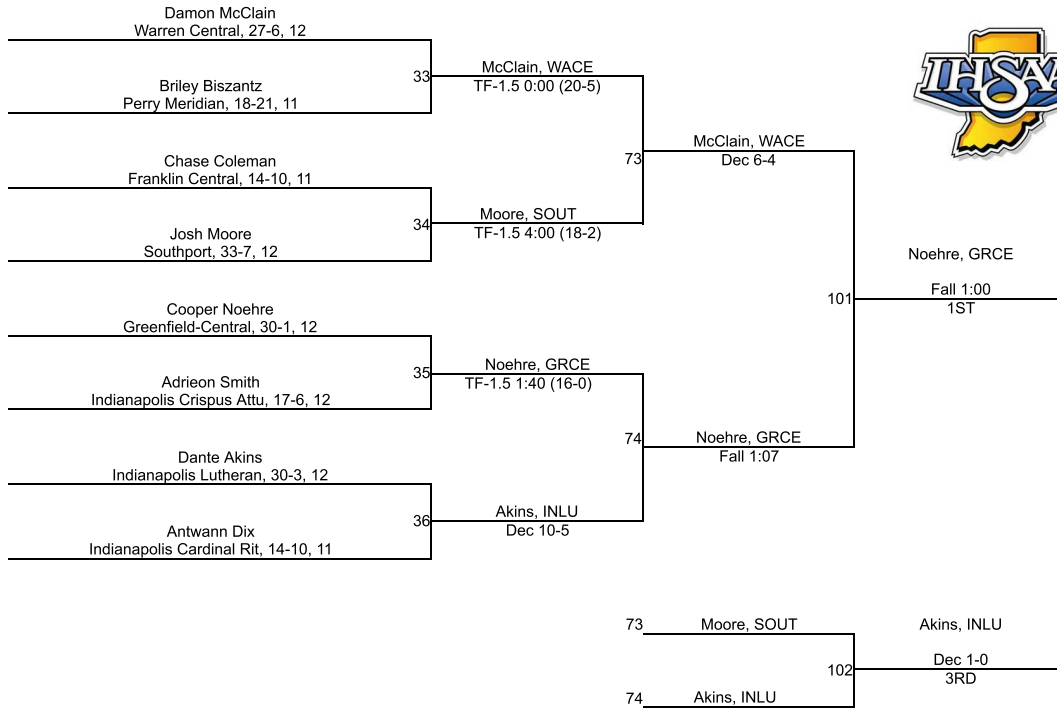 Damon McClain
Warren Central, 27-6, 12
33
Briley Biszantz
Perry Meridian, 18-21, 11
McClain, WACE
TF-1.5 0:00 (20-5)
IHSAA
Chase Coleman
Franklin Central, 14-10, 11
34
Josh Moore
Southport, 33-7, 12
Moore, SOUT
TF-1.5 4:00 (18-2)
73
McClain, WACE
Dec 6-4
Cooper Noehre
Greenfield-Central, 30-1, 12
35
Adrieon Smith
Indianapolis Crispus Attu, 17-6, 12
Noehre, GRCE
TF-1.5 1:40 (16-0)
Dante Akins
Indianapolis Lutheran, 30-3, 12
36
Antwann Dix
Indianapolis Cardinal Rit, 14-10, 11
Akins, INLU
Dec 10-5
74
Noehre, GRCE
Fall 1:07
101
Noehre, GRCE
Fall 1:00
1ST
73
Moore, SOUT
74
Akins, INLU
102
Akins, INLU
Dec 1-0
3RD